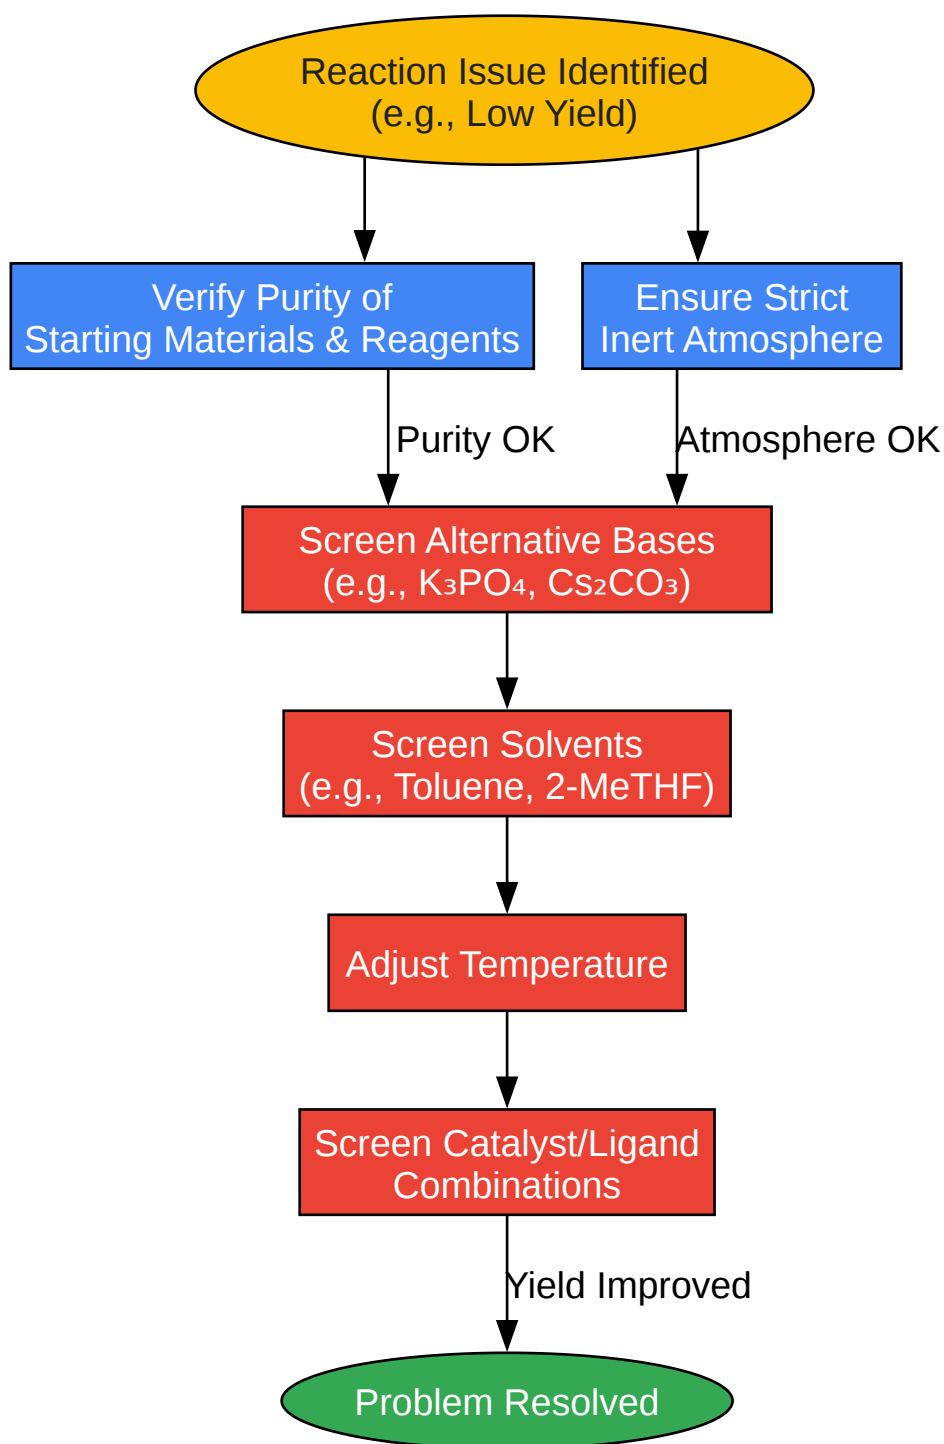 Reaction Issue Identified
(e.g., Low Yield)
Verify Purity of
Starting Materials & Reagents
Ensure Strict
Inert Atmosphere
Purity OK
Atmosphere OK
Screen Alternative Bases
(e.g., K₃PO₄, Cs₂CO₃)
Screen Solvents
(e.g., Toluene, 2-MeTHF)
Adjust Temperature
Screen Catalyst/Ligand
Combinations
Yield Improved
Problem Resolved